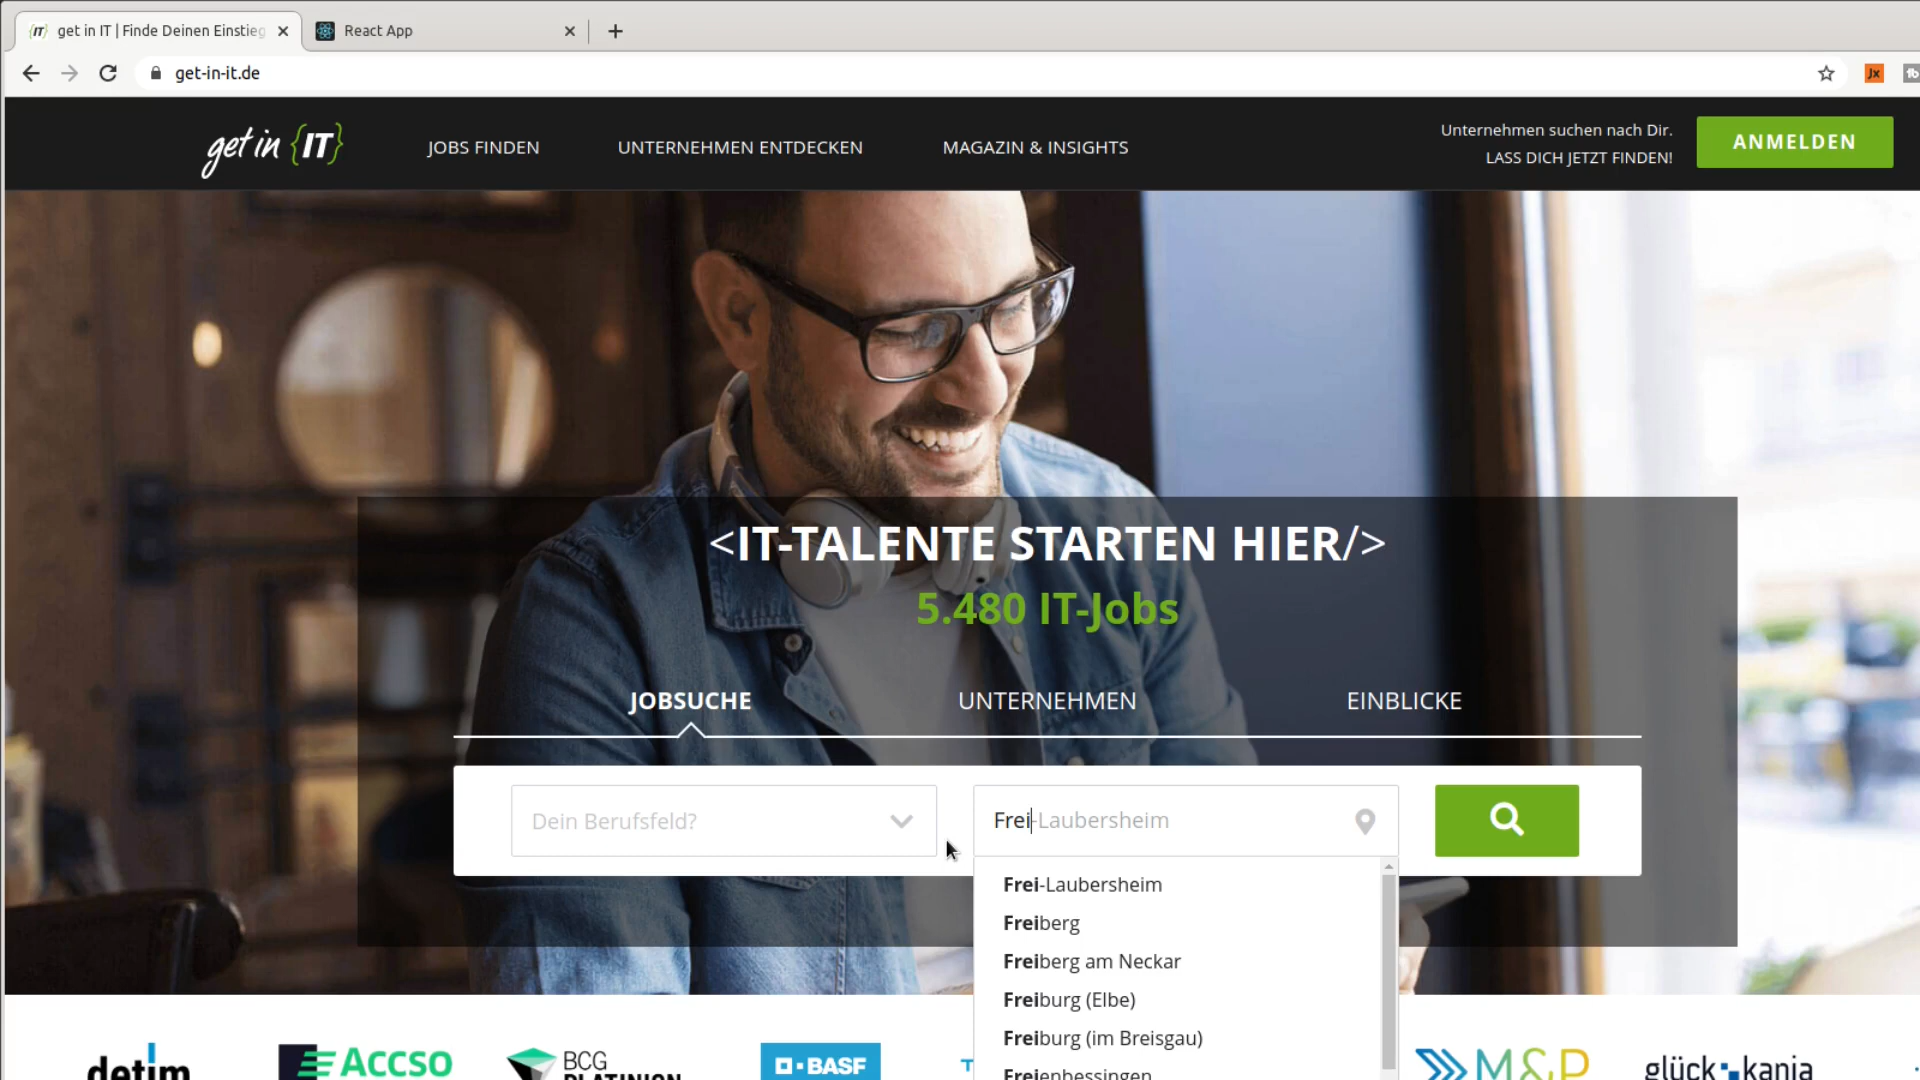 get in IT | Finde Deinen Einstieg
React App
get-in-it.de
Jx
get in {IT}
JOBS FINDEN
UNTERNEHMEN ENTDECKEN
MAGAZIN & INSIGHTS
Unternehmen suchen nach Dir.
LASS DICH JETZT FINDEN!
ANMELDEN
<IT-TALENTE STARTEN HIER/>
5.480 IT-Jobs
JOBSUCHE
UNTERNEHMEN
EINBLICKE
Dein Berufsfeld?
Frei-Laubersheim
Frei-Laubersheim
Freiberg
Freiberg am Neckar
Freiburg (Elbe)
Freiburg (im Breisgau)
Freienbessingen
detim
Accso
BCG
PLATINION
BASF
M&P
glück kanja